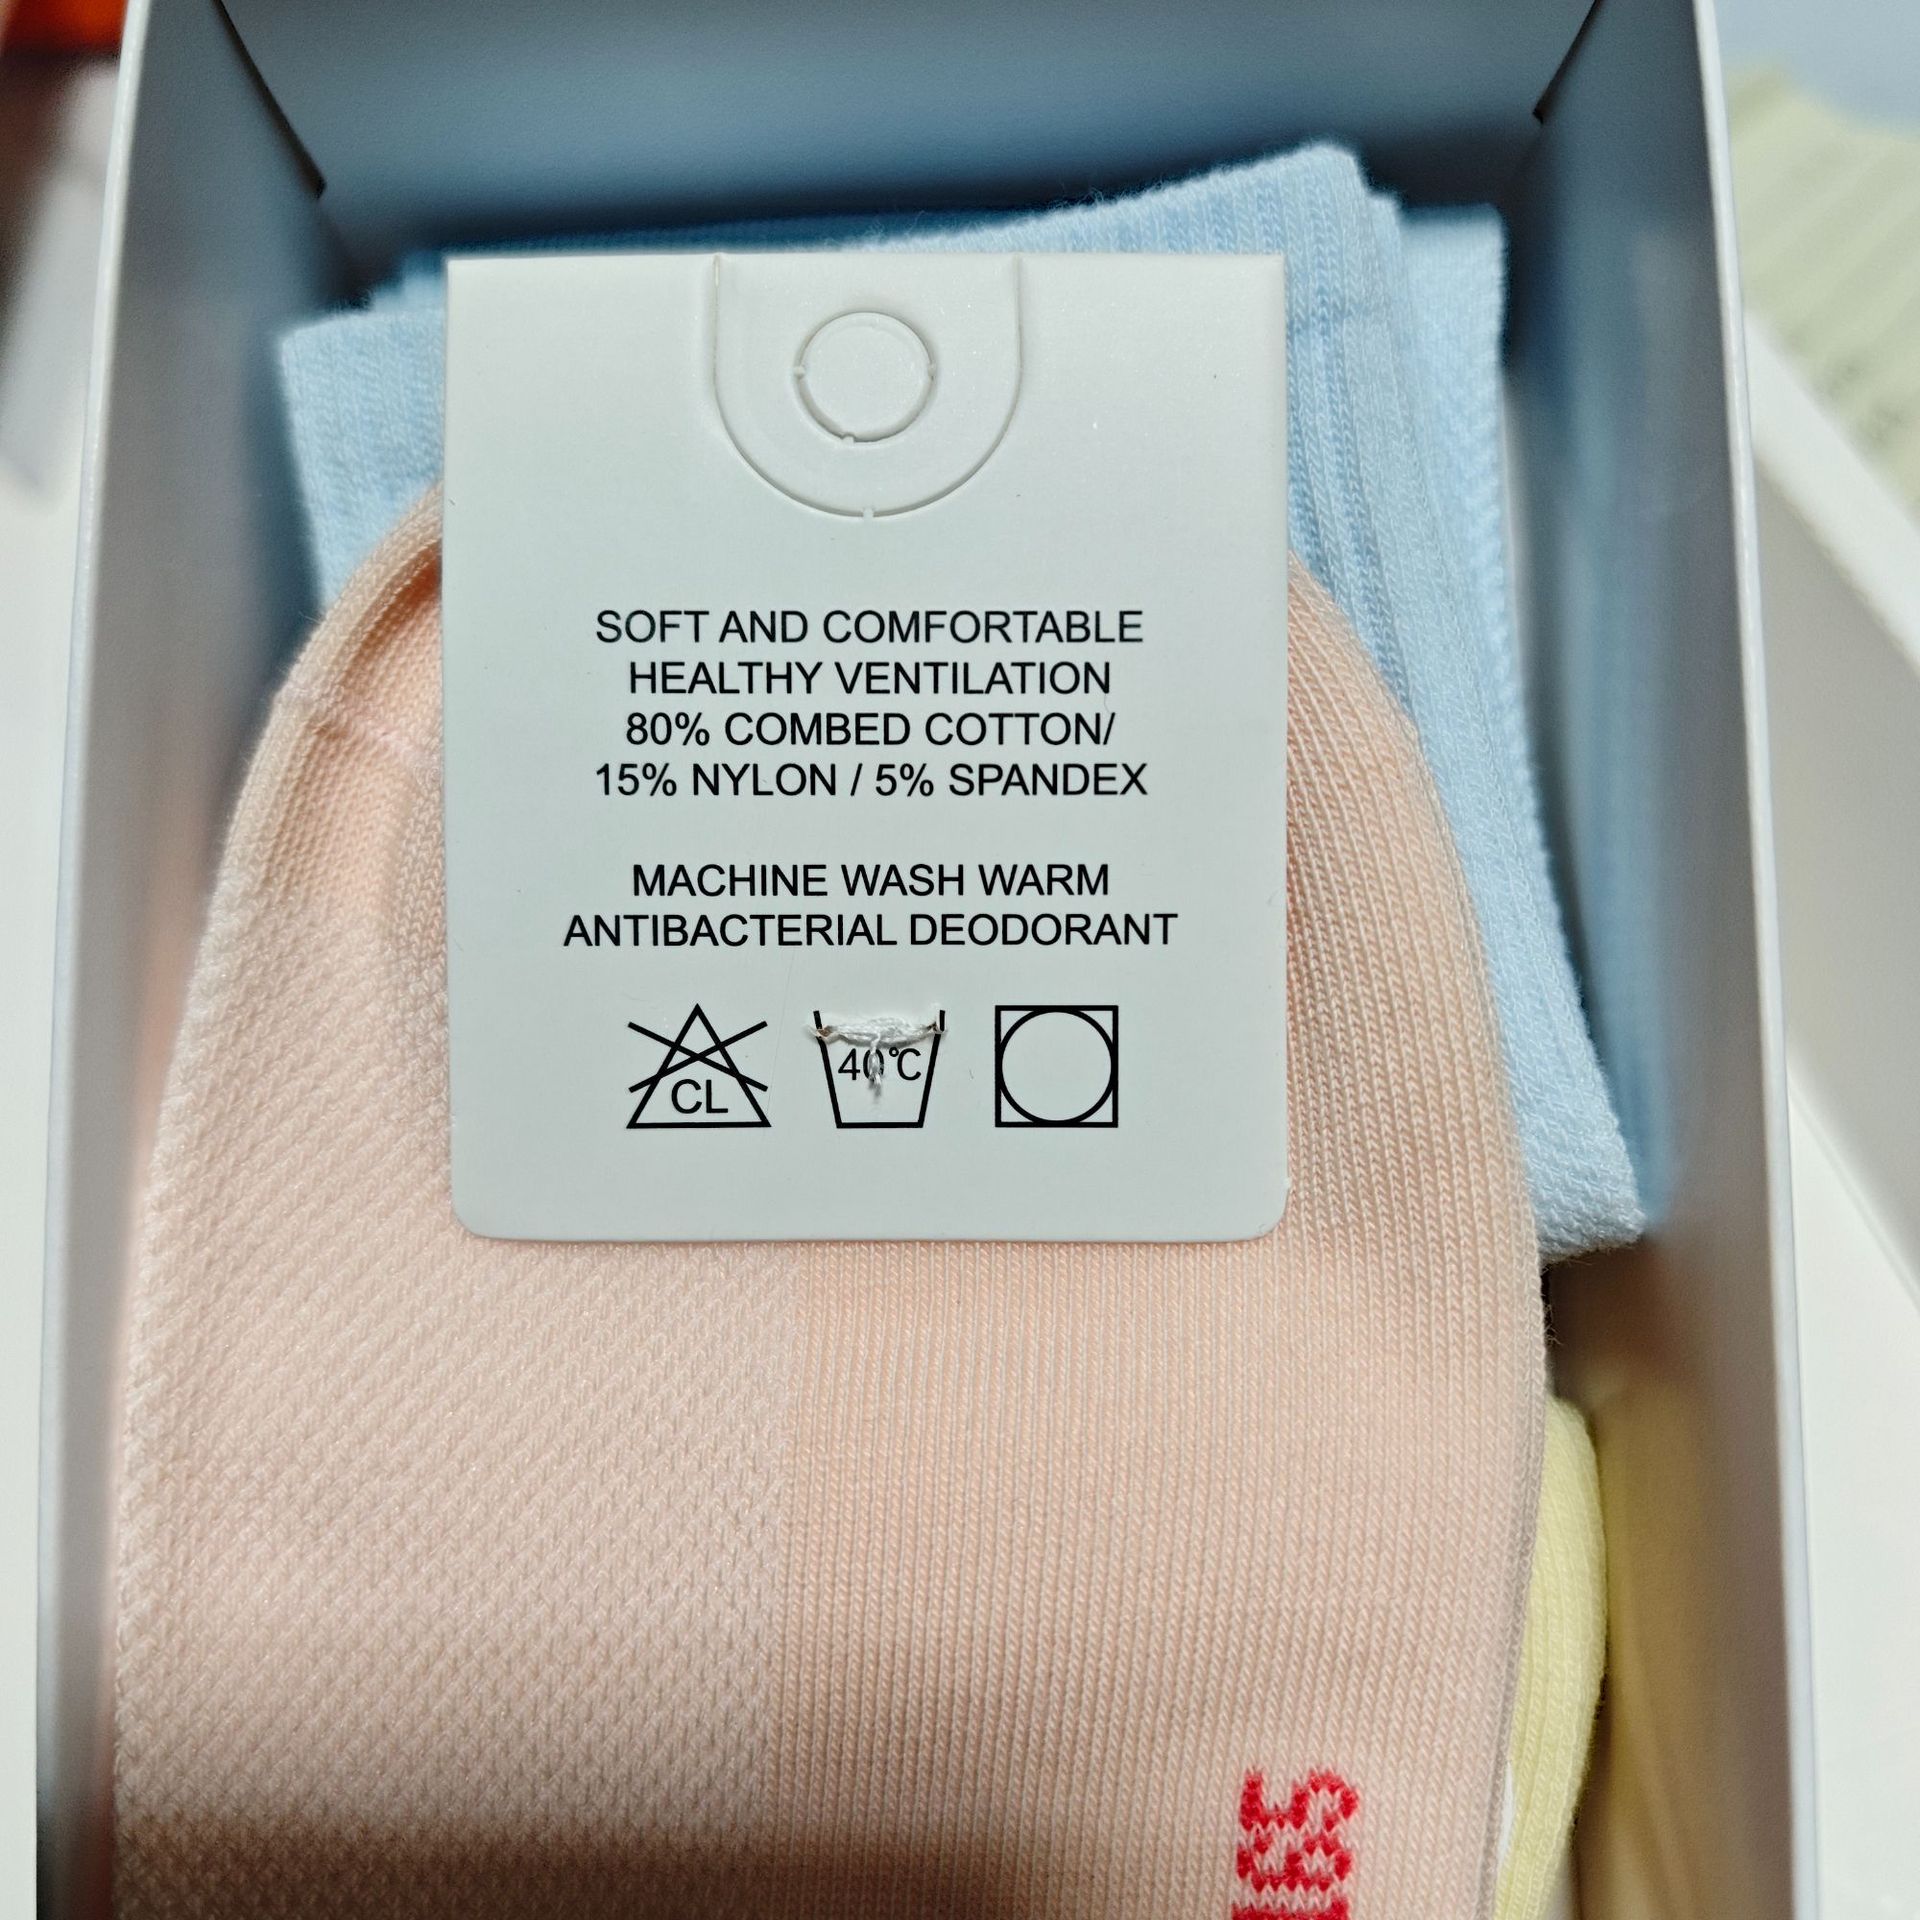 SOFT AND COMFORTABLE
HEALTHY VENTILATION
80% COMBED COTTON/
15% NYLON / 5% SPANDEX
MACHINE WASH WARM
ANTIBACTERIAL DEODORANT
CL 40°C